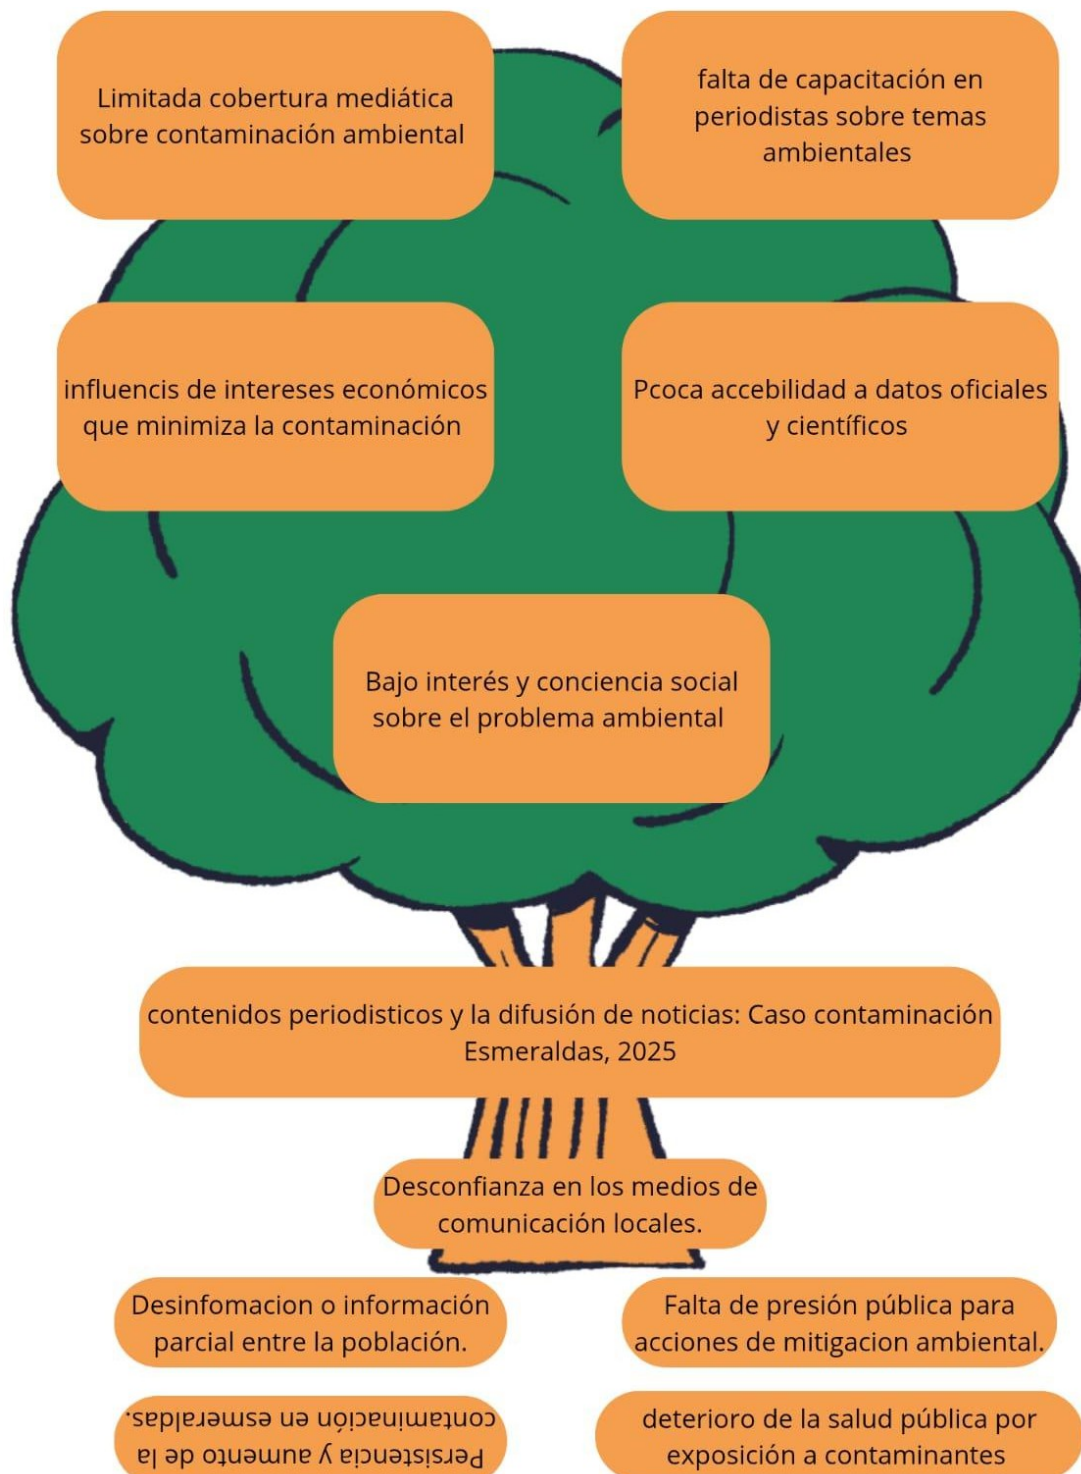 Limitada cobertura mediática
sobre contaminación ambiental
falta de capacitación en
periodistas sobre temas
ambientales
influencis de intereses económicos
que minimiza la contaminación
Pcoca accebilidad a datos oficiales
y científicos
Bajo interés y conciencia social
sobre el problema ambiental
contenidos periodisticos y la difusión de noticias: Caso contaminación
Esmeraldas, 2025
Desconfianza en los medios de
comunicación locales.
Desinfomacion o información
parcial entre la población.
Falta de presión pública para
acciones de mitigacion ambiental.
Persistencia y aumento de la
contaminación en esmeraldas.
deterioro de la salud pública por
exposición a contaminantes